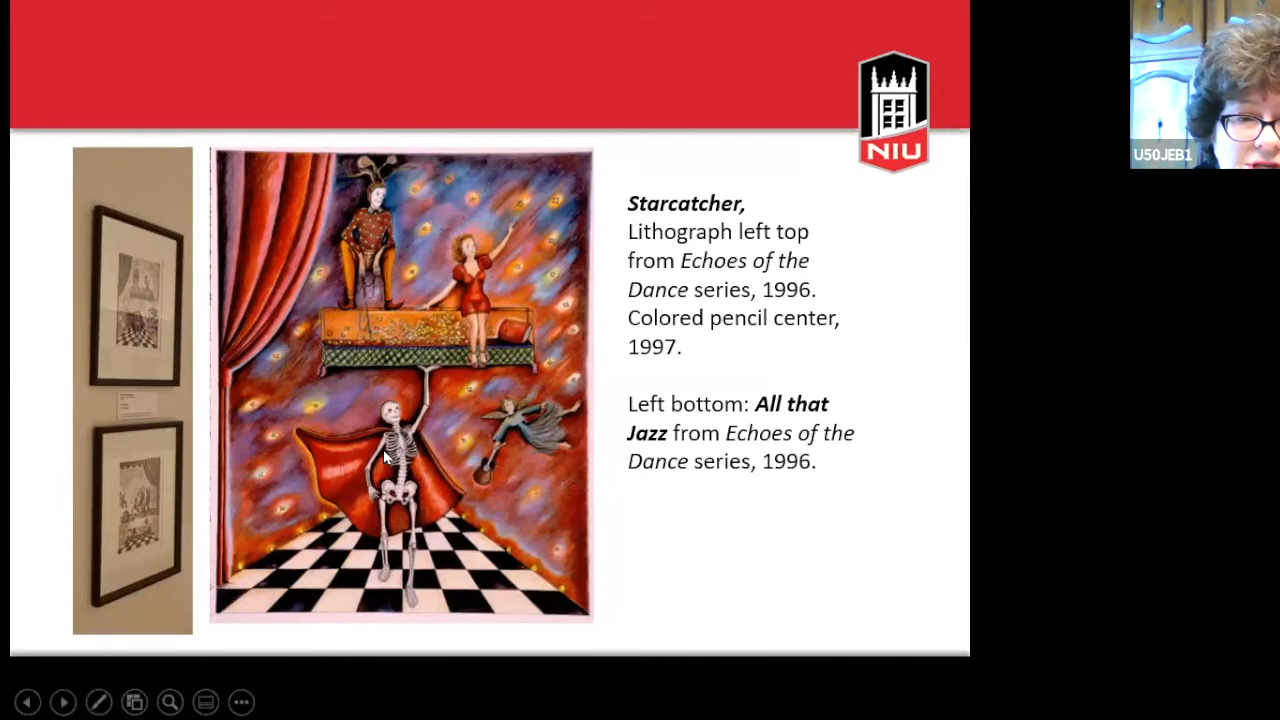 NIU
U50JEB1
Starcatcher,
Lithograph left top
from Echoes of the
Dance series, 1996.
Colored pencil center,
1997.
Left bottom: All that
Jazz from Echoes of the
Dance series, 1996.